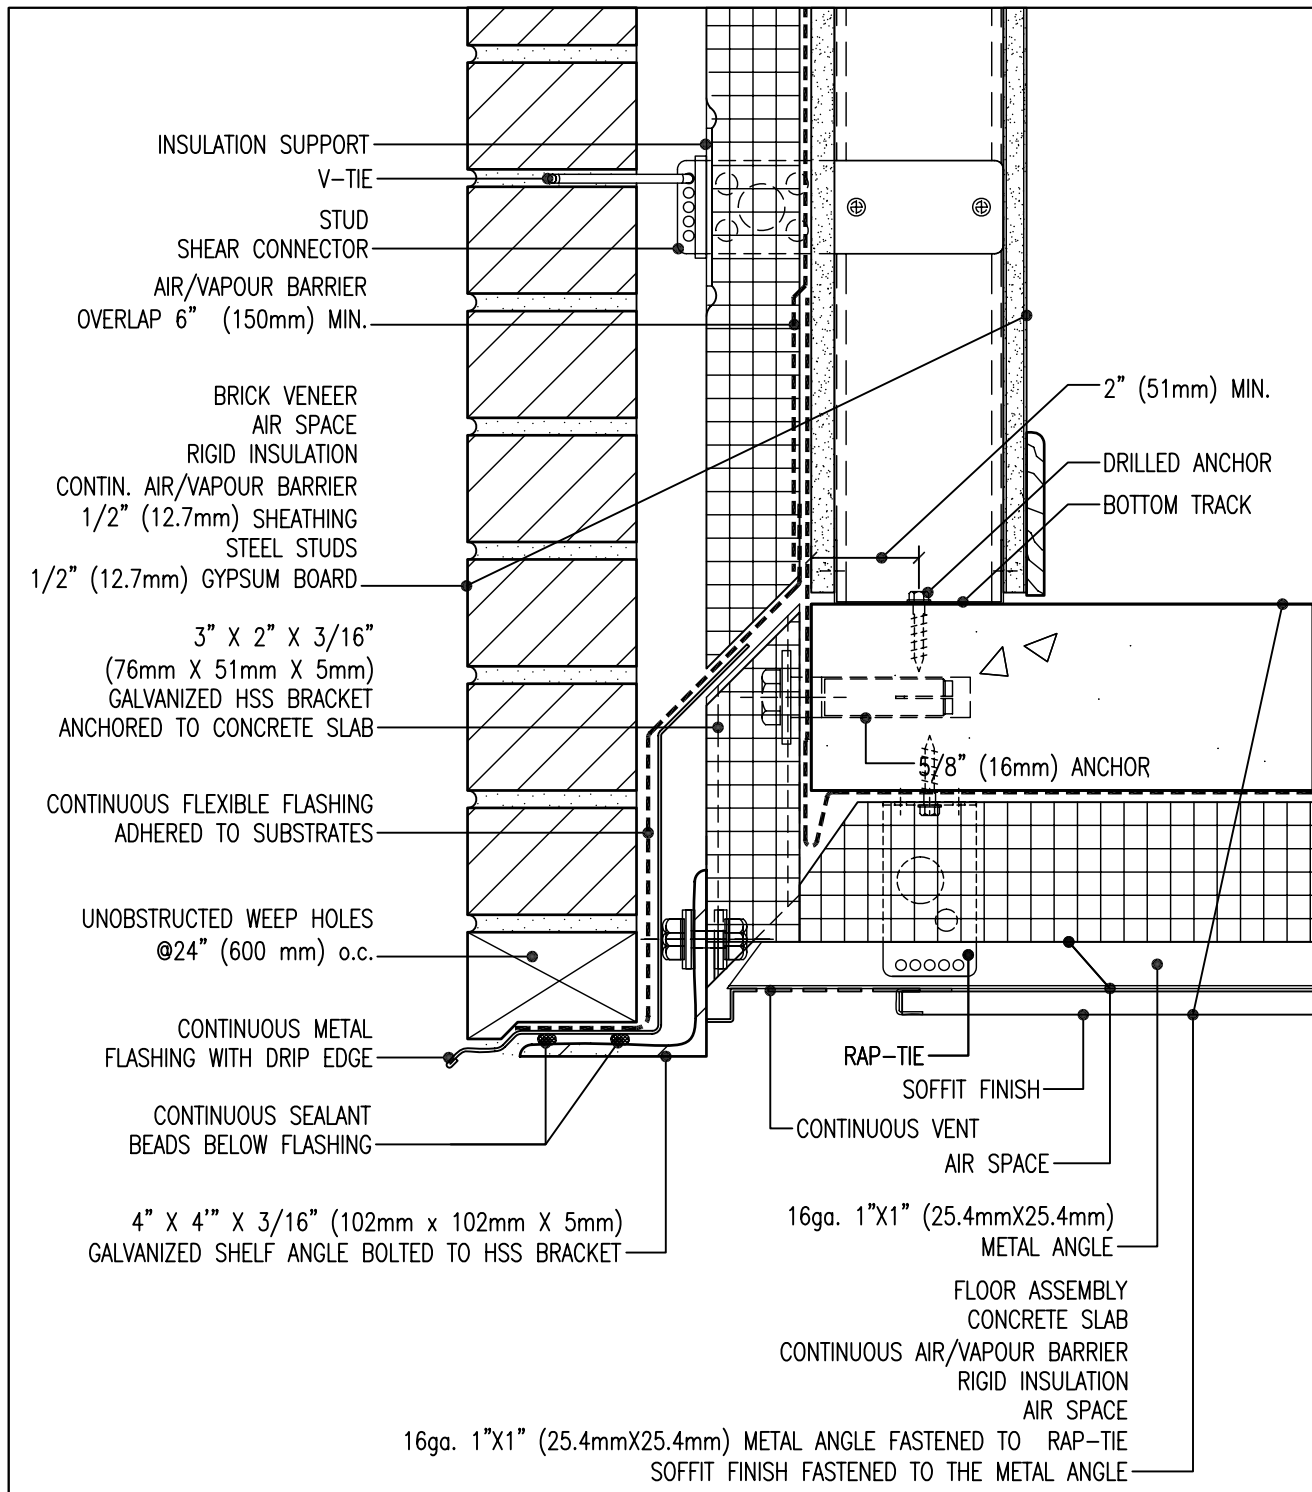 INSULATION SUPPORT
V-TIE
STUD
SHEAR CONNECTOR
AIR/VAPOUR BARRIER
OVERLAP 6" (150mm) MIN.
BRICK VENEER
AIR SPACE
RIGID INSULATION
CONTIN. AIR/VAPOUR BARRIER
1/2" (12.7mm) SHEATHING
STEEL STUDS
1/2" (12.7mm) GYPSUM BOARD
3" X 2" X 3/16"
(76mm X 51mm X 5mm)
GALVANIZED HSS BRACKET
ANCHORED TO CONCRETE SLAB
CONTINUOUS FLEXIBLE FLASHING
ADHERED TO SUBSTRATES
UNOBSTRUCTED WEEP HOLES
@24" (600 mm) o.c.
CONTINUOUS METAL
FLASHING WITH DRIP EDGE
CONTINUOUS SEALANT
BEADS BELOW FLASHING
4" X 4'" X 3/16" (102mm x 102mm X 5mm)
GALVANIZED SHELF ANGLE BOLTED TO HSS BRACKET
2" (51mm) MIN.
DRILLED ANCHOR
BOTTOM TRACK
5/8" (16mm) ANCHOR
RAP-TIE
SOFFIT FINISH
CONTINUOUS VENT
AIR SPACE
16ga. 1"X1" (25.4mmX25.4mm)
METAL ANGLE
FLOOR ASSEMBLY
CONCRETE SLAB
CONTINUOUS AIR/VAPOUR BARRIER
RIGID INSULATION
AIR SPACE
16ga. 1"X1" (25.4mmX25.4mm) METAL ANGLE FASTENED TO RAP-TIE
SOFFIT FINISH FASTENED TO THE METAL ANGLE